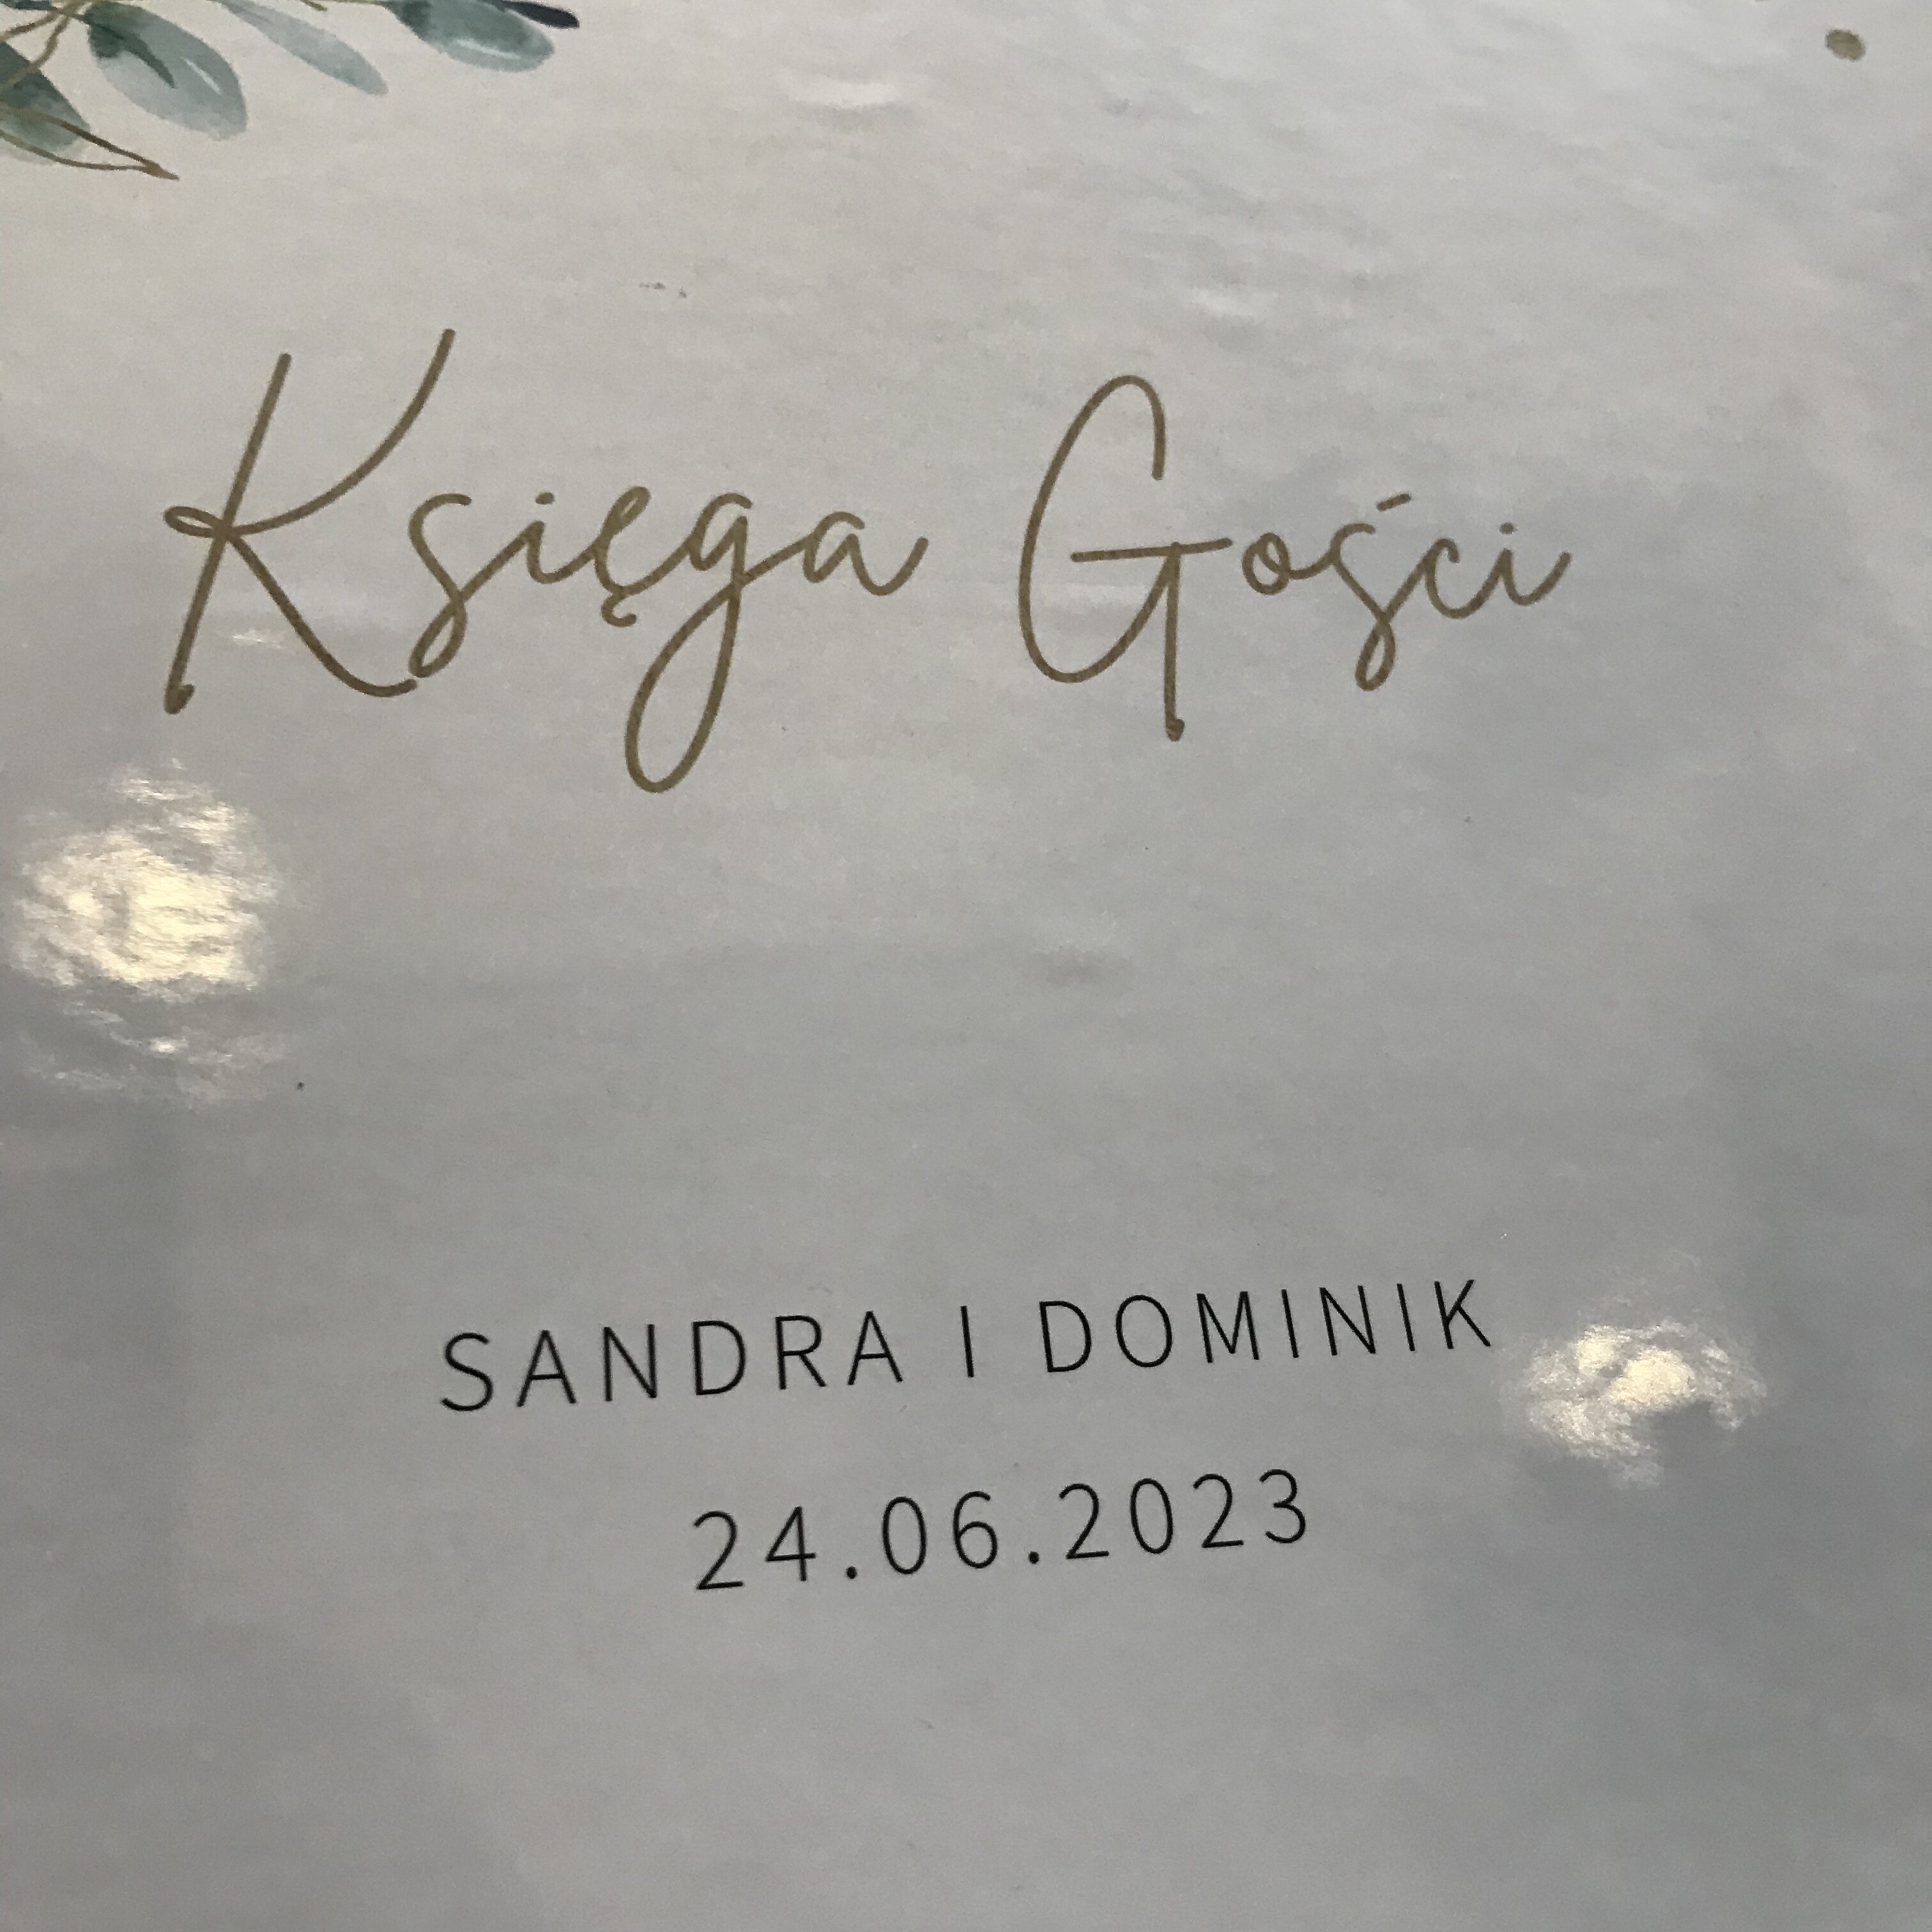 Księga Gości
SANDRA I DOMINIK
24.06.2023